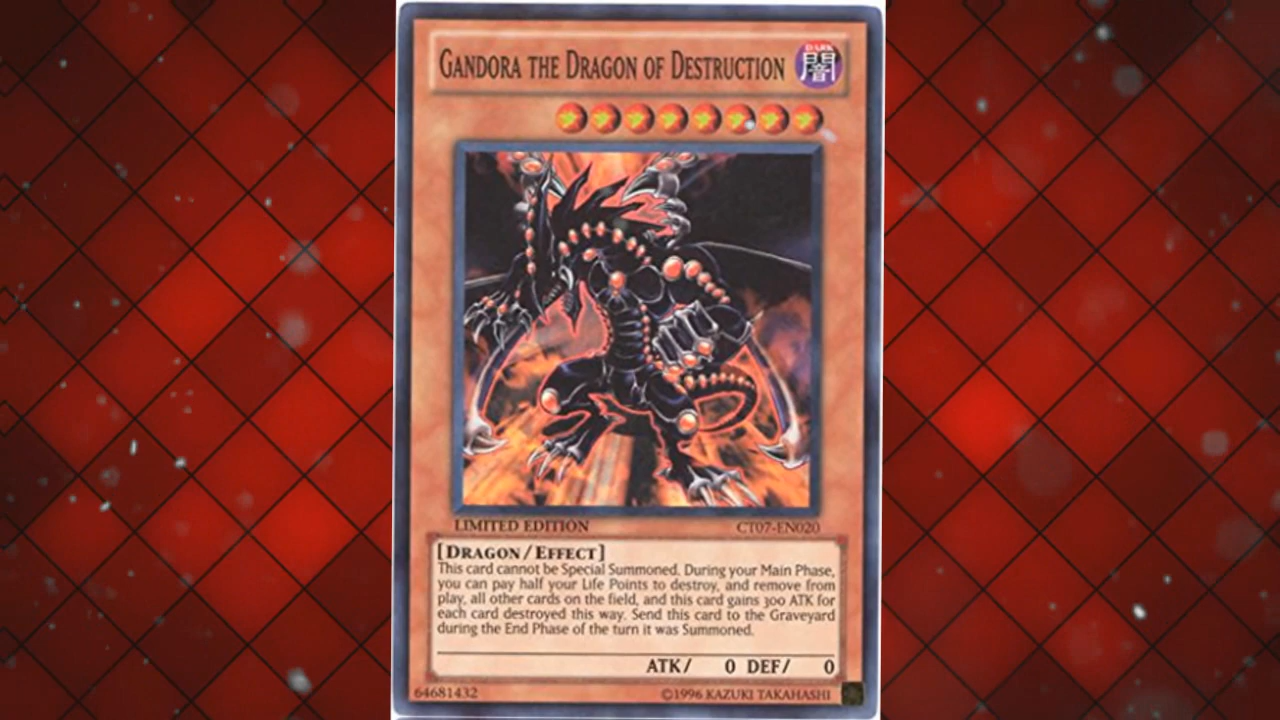 GANDORA THE DRAGON OF DESTRUCTION
DARK
闇
LIMITED EDITION CT07-EN020
[DRAGON/EFFECT]
This card cannot be Special Summoned. During your Main Phase,
you can pay half your Life Points to destroy, and remove from
play, all other cards on the field, and this card gains 300 ATK for
each card destroyed this way. Send this card to the Graveyard
during the End Phase of the turn it was Summoned.
ATK/ 0 DEF/ 0
64681432 ©1996 KAZUKI TAKAHASHI